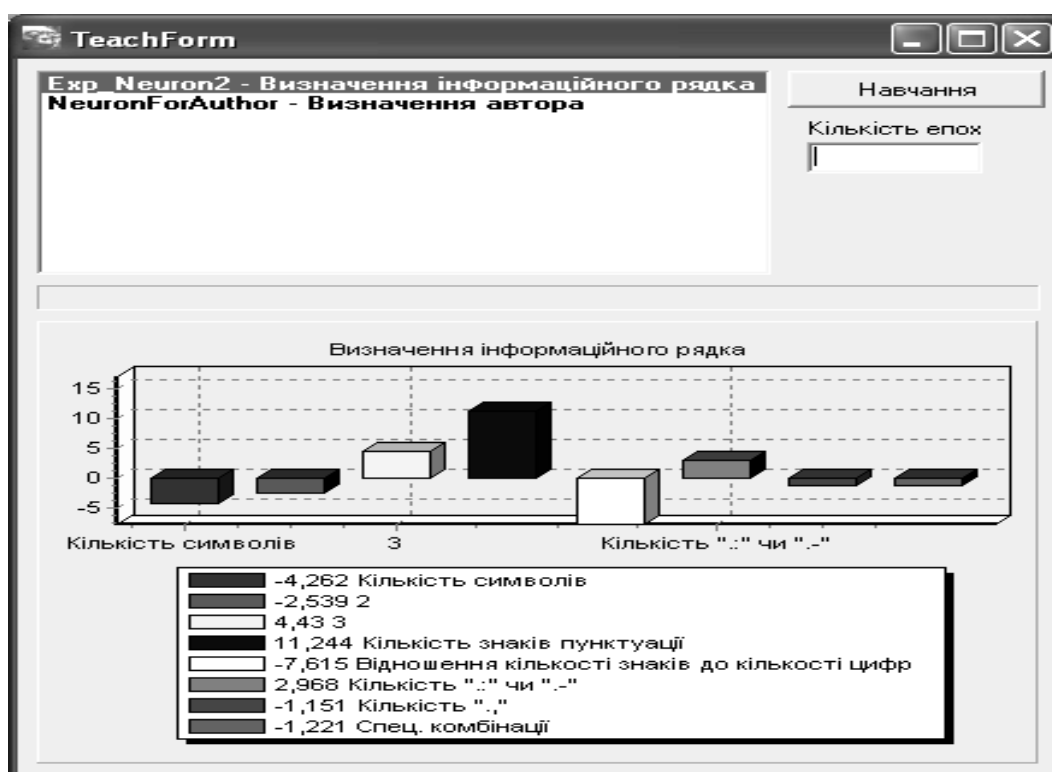 TeachForm
Exp_Neuron2 - Визначення інформаційного рядка
NeuronForAuthor - Визначення автора
Навчання
Кількість епох
Визначення інформаційного рядка
15
10
5
0
-5
Кількість символів 3 Кількість ".:" чи ".-"
-4,262 Кількість символів
-2,539 2
4,43 3
11,244 Кількість знаків пунктуації
-7,615 Відношення кількості знаків до кількості цифр
2,968 Кількість ".:" чи ".-"
-1,151 Кількість ".,"
-1,221 Спец. комбінації